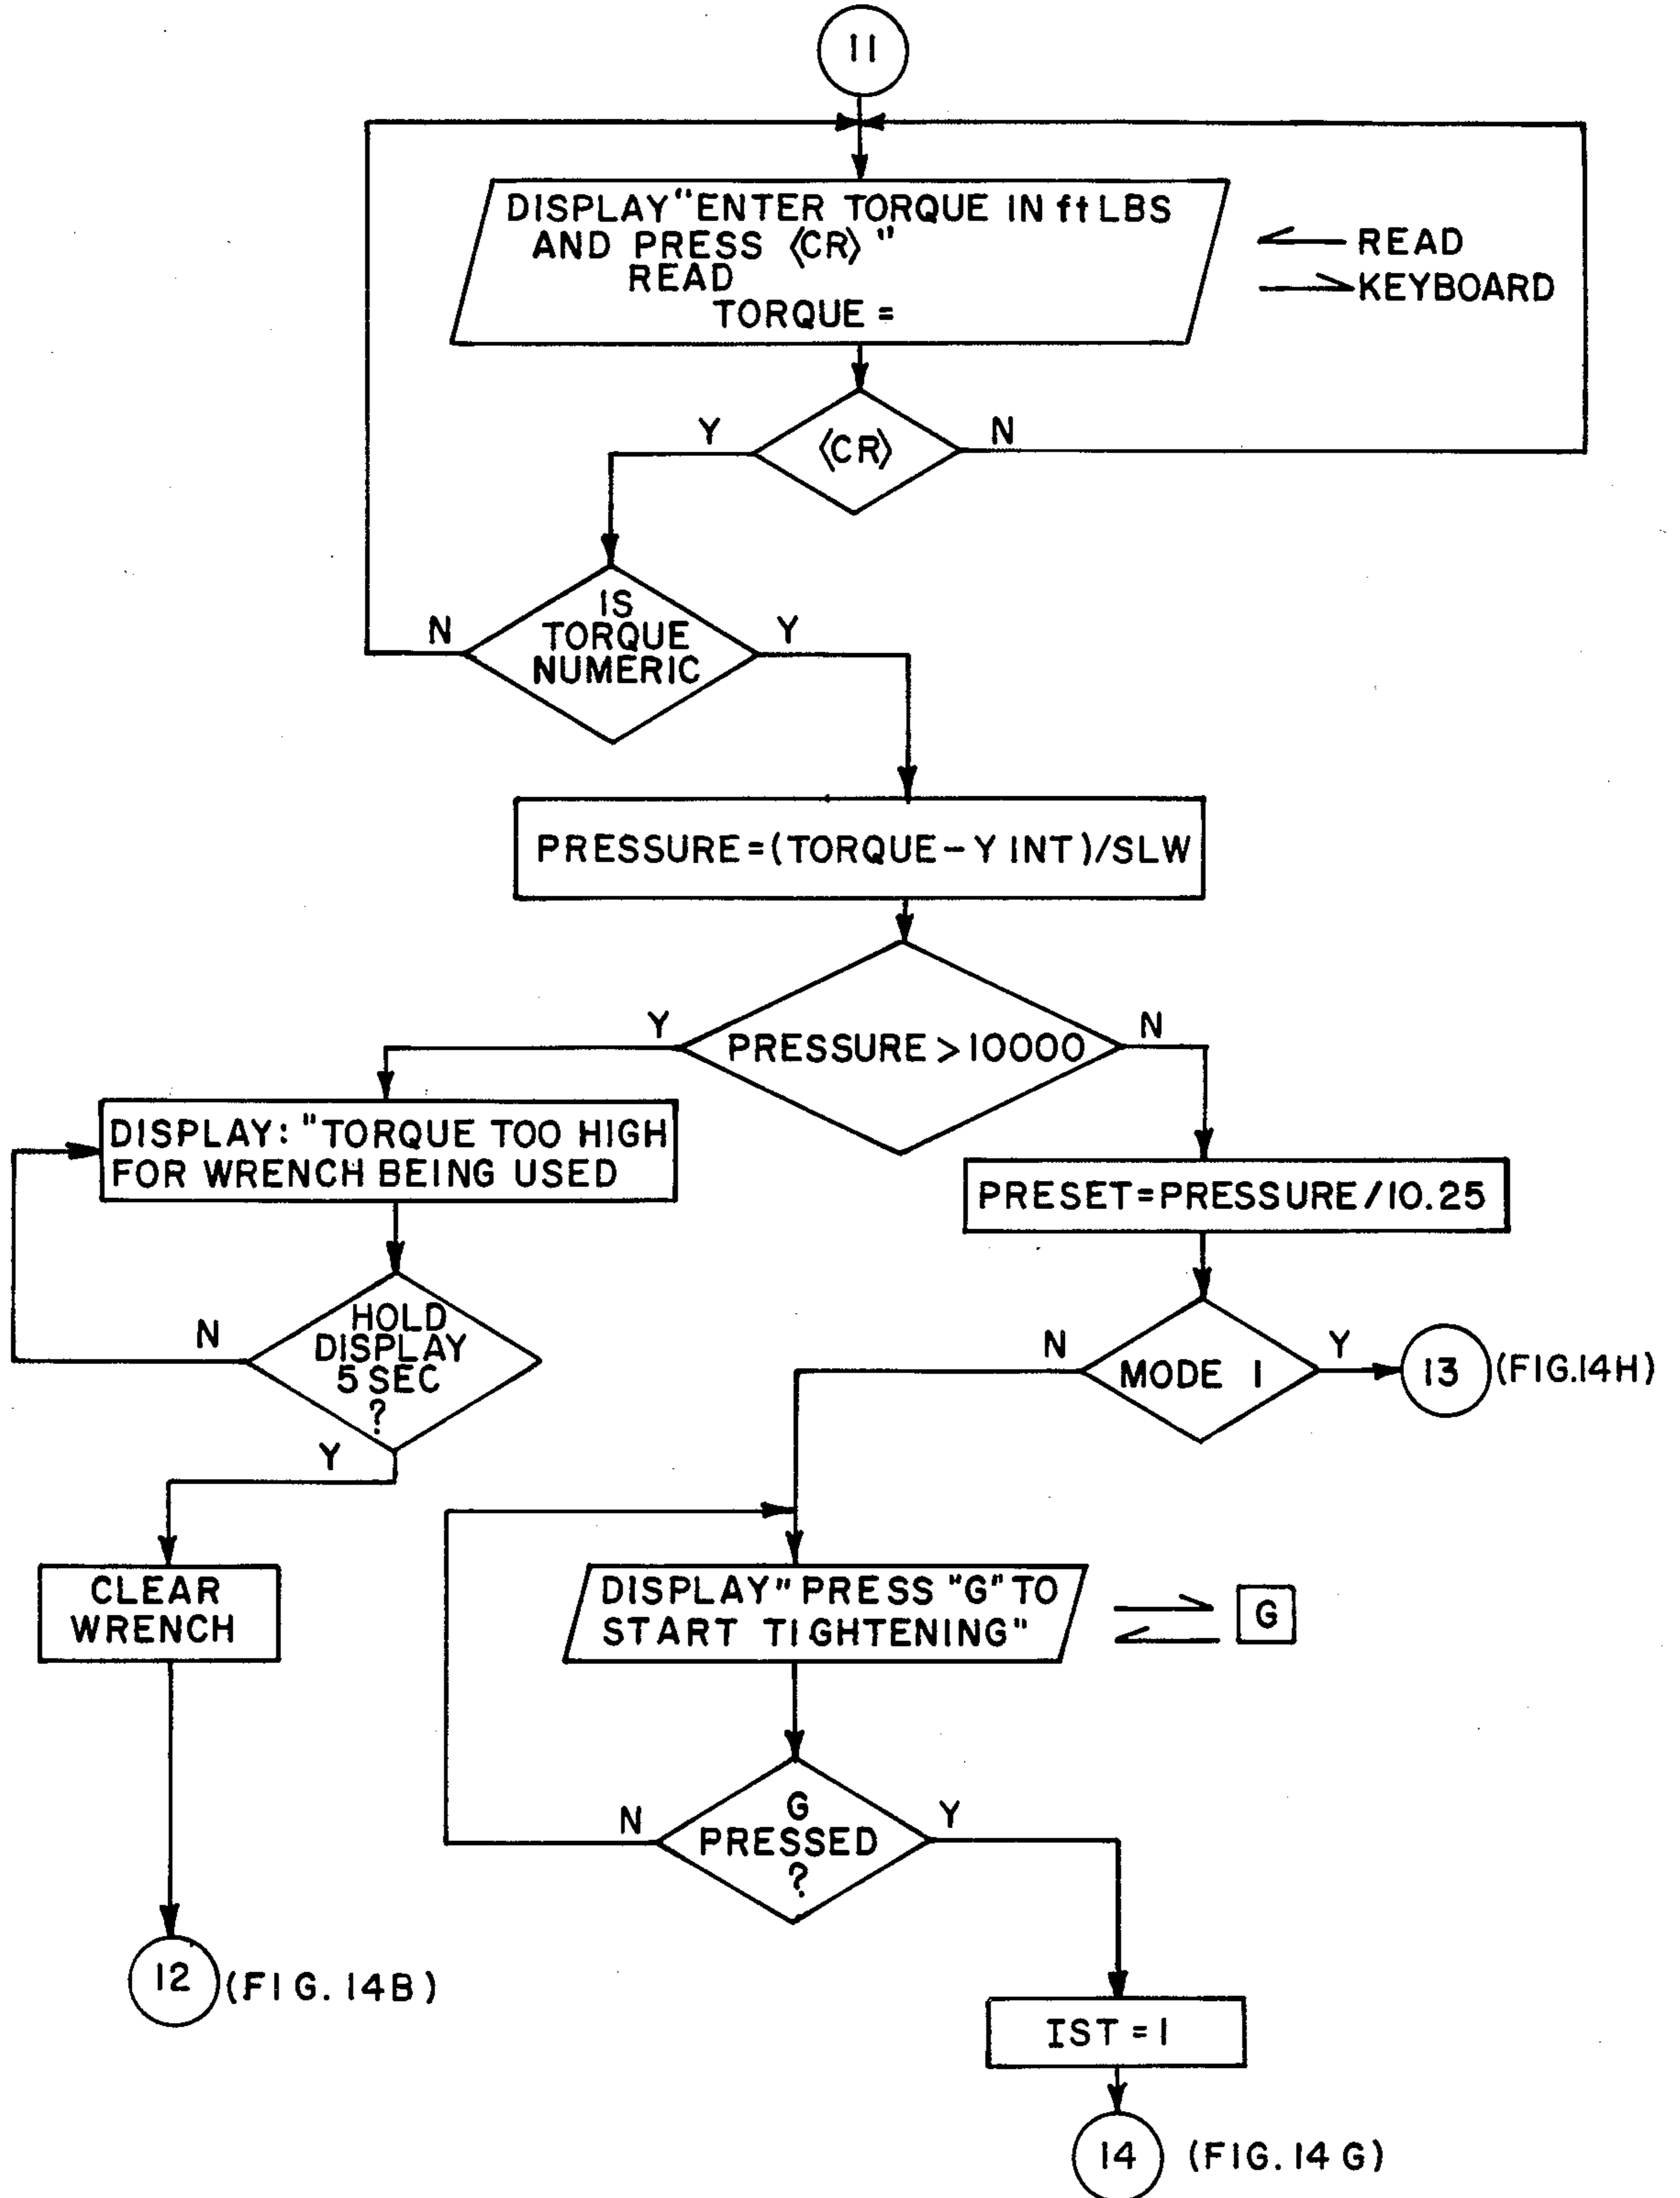 11
DISPLAY "ENTER TORQUE IN ft LBS
AND PRESS ⟨CR⟩ "
READ
TORQUE =
READ
KEYBOARD
Y
⟨CR⟩
N
N
IS
TORQUE
NUMERIC
Y
PRESSURE=(TORQUE-Y INT)/SLW
Y
PRESSURE > 10000
N
DISPLAY: "TORQUE TOO HIGH
FOR WRENCH BEING USED
PRESET=PRESSURE/10.25
N
HOLD
DISPLAY
5 SEC
?
Y
N
MODE 1
Y
13 (FIG.14H)
CLEAR
WRENCH
DISPLAY" PRESS "G" TO
START TIGHTENING"
G
N
G
PRESSED
?
Y
12 (FIG. 14B)
IST = 1
14 (FIG. 14 G)